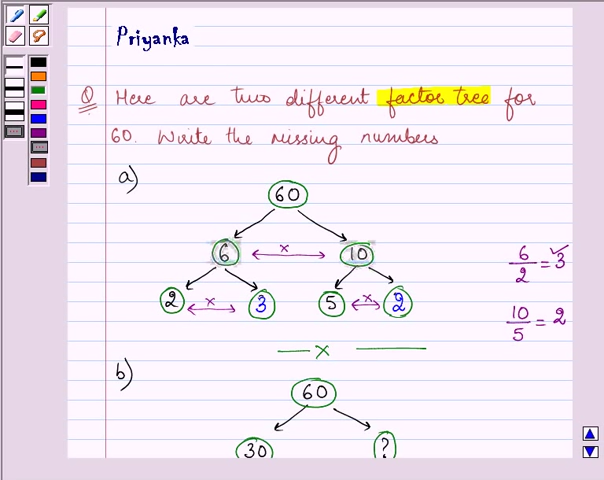 Priyanka
Q Here are two different factor tree for
60. Write the missing numbers
a)
60
6 x 10
2 x 3 5 x 2
6/2 = 3
10/5 = 2
x
b)
60
30 ?